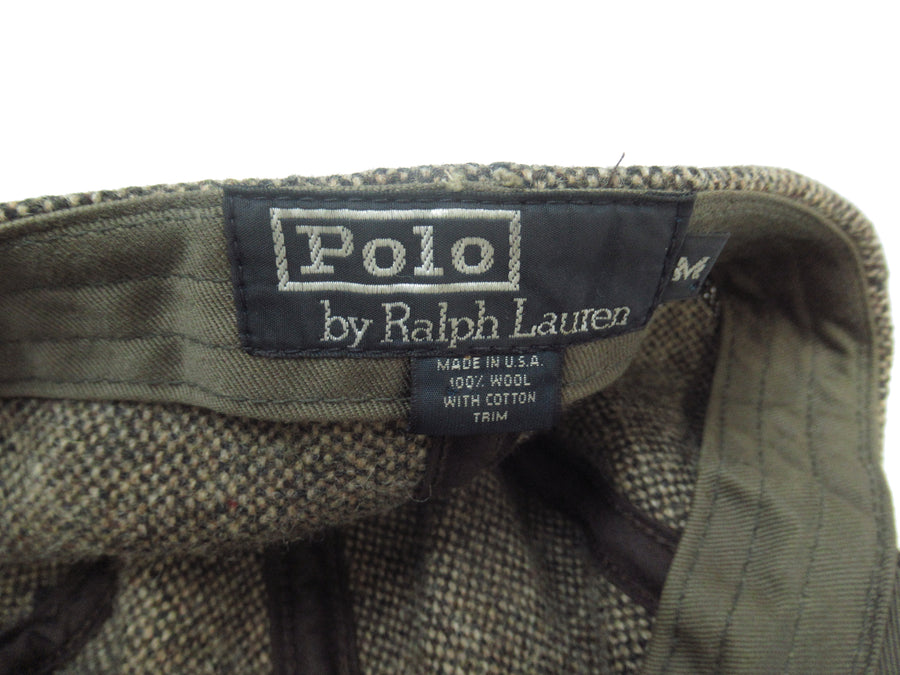 Polo
by Ralph Lauren
M
MADE IN U.S.A.
100% WOOL
WITH COTTON
TRIM